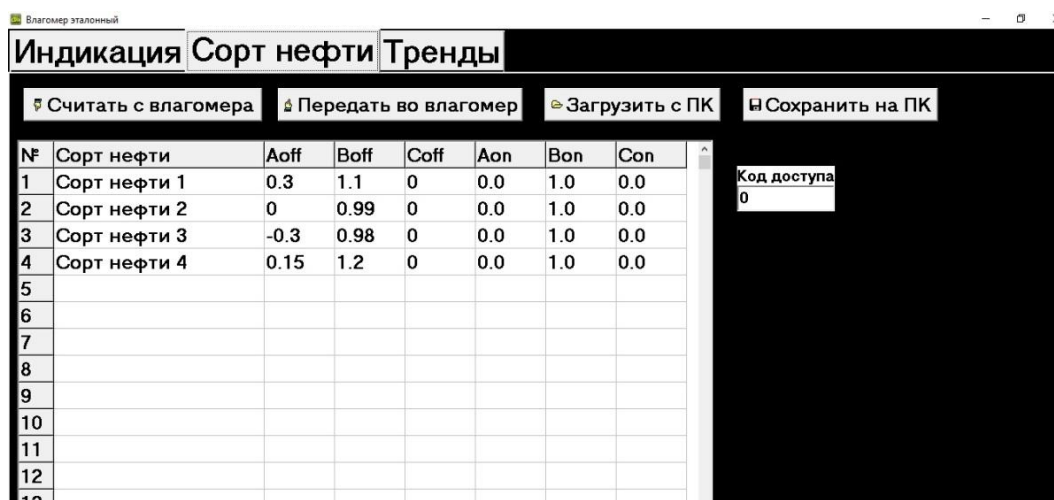 Влагомер эталонный
Индикация Сорт нефти Тренды
Считать с влагомера Передать во влагомер Загрузить с ПК Сохранить на ПК
№ Сорт нефти Aoff Boff Coff Aon Bon Con
1 Сорт нефти 1 0.3 1.1 0 0.0 1.0 0.0
2 Сорт нефти 2 0 0.99 0 0.0 1.0 0.0
3 Сорт нефти 3 -0.3 0.98 0 0.0 1.0 0.0
4 Сорт нефти 4 0.15 1.2 0 0.0 1.0 0.0
5
6
7
8
9
10
11
12
Код доступа
0